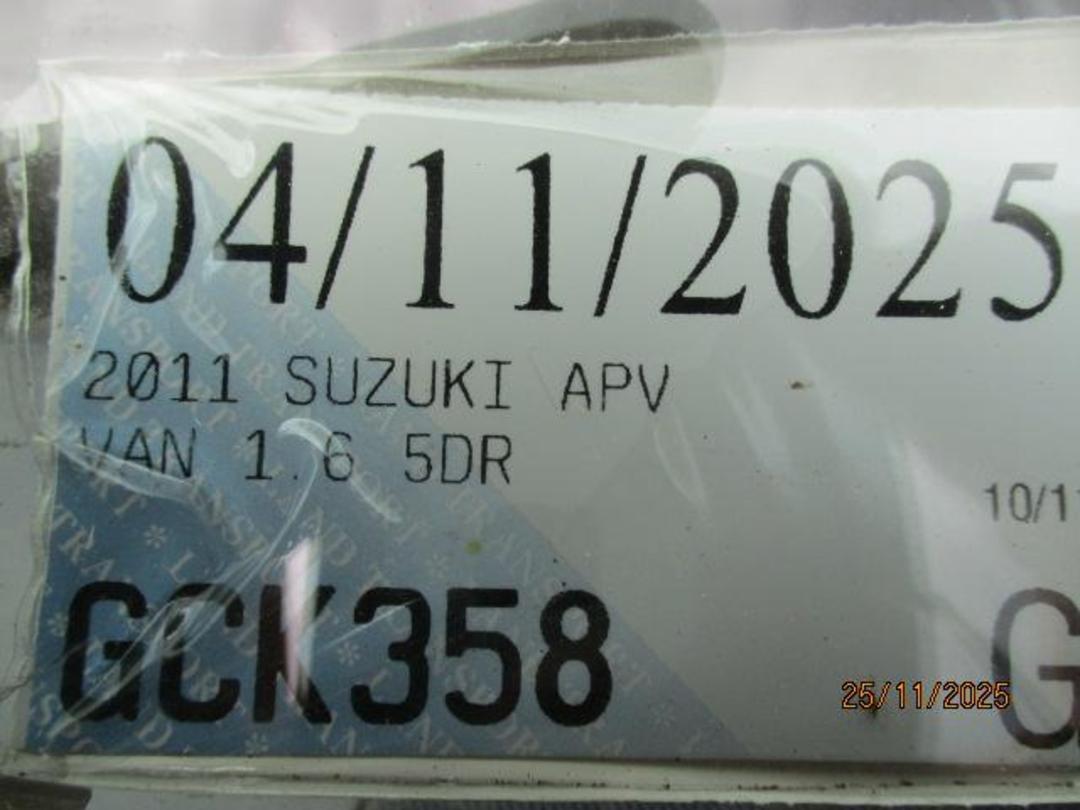 04/11/2025
2011 SUZUKI APV
VAN 1.6 5DR
10/1
GCK358
G
25/11/2025